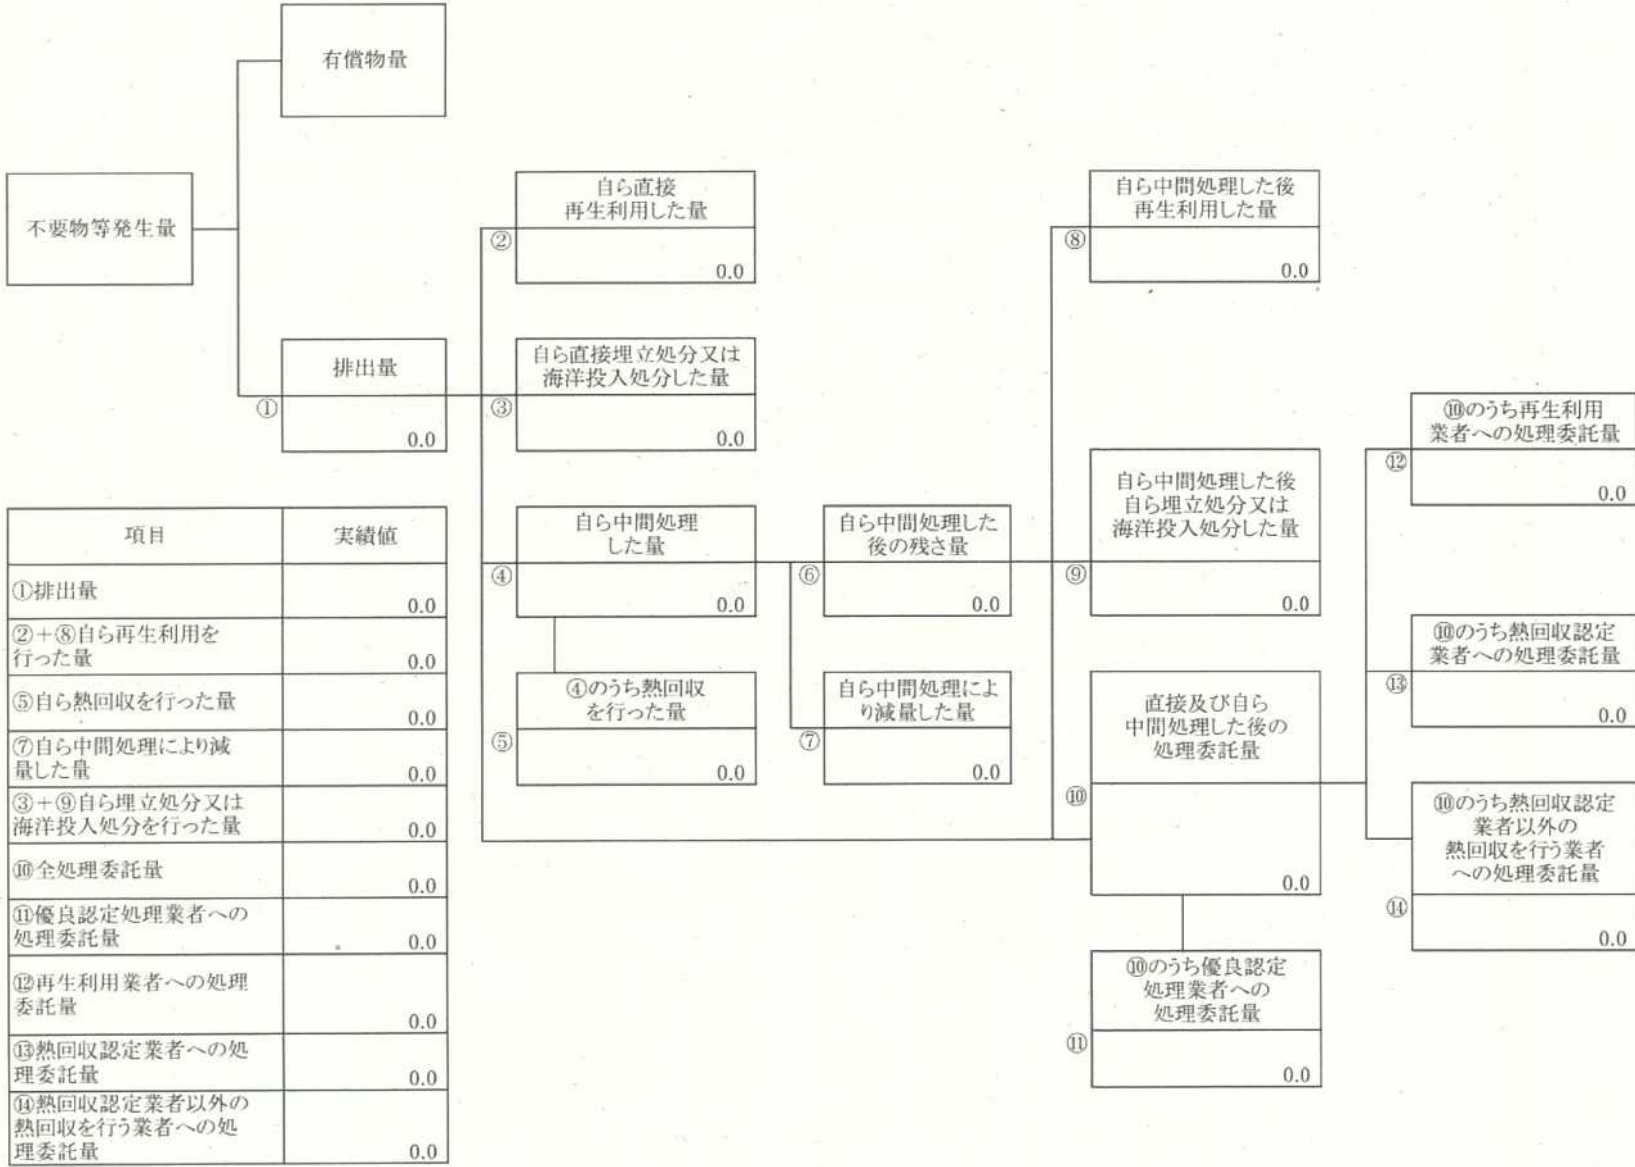 有償物量
不要物等発生量
排出量
①
0.0
自ら直接
再生利用した量
②
0.0
自ら直接埋立処分又は
海洋投入処分した量
③
0.0
自ら中間処理
した量
④
0.0
④のうち熱回収
を行った量
⑤
0.0
自ら中間処理した
後の残さ量
⑥
0.0
自ら中間処理によ
り減量した量
⑦
0.0
自ら中間処理した後
再生利用した量
⑧
0.0
自ら中間処理した後
自ら埋立処分又は
海洋投入処分した量
⑨
0.0
直接及び自ら
中間処理した後の
処理委託量
⑩
0.0
⑩のうち優良認定
処理業者への
処理委託量
⑪
0.0
⑩のうち再生利用
業者への処理委託量
⑫
0.0
⑩のうち熱回収認定
業者への処理委託量
⑬
0.0
⑩のうち熱回収認定
業者以外の
熱回収を行う業者
への処理委託量
⑭
0.0
項目 実績値
①排出量
0.0
②＋⑧自ら再生利用を
行った量
0.0
⑤自ら熱回収を行った量
0.0
⑦自ら中間処理により減
量した量
0.0
③＋⑨自ら埋立処分又は
海洋投入処分を行った量
0.0
⑩全処理委託量
0.0
⑪優良認定処理業者への
処理委託量
0.0
⑫再生利用業者への処理
委託量
0.0
⑬熱回収認定業者への処
理委託量
0.0
⑭熱回収認定業者以外の
熱回収を行う業者への処
理委託量
0.0